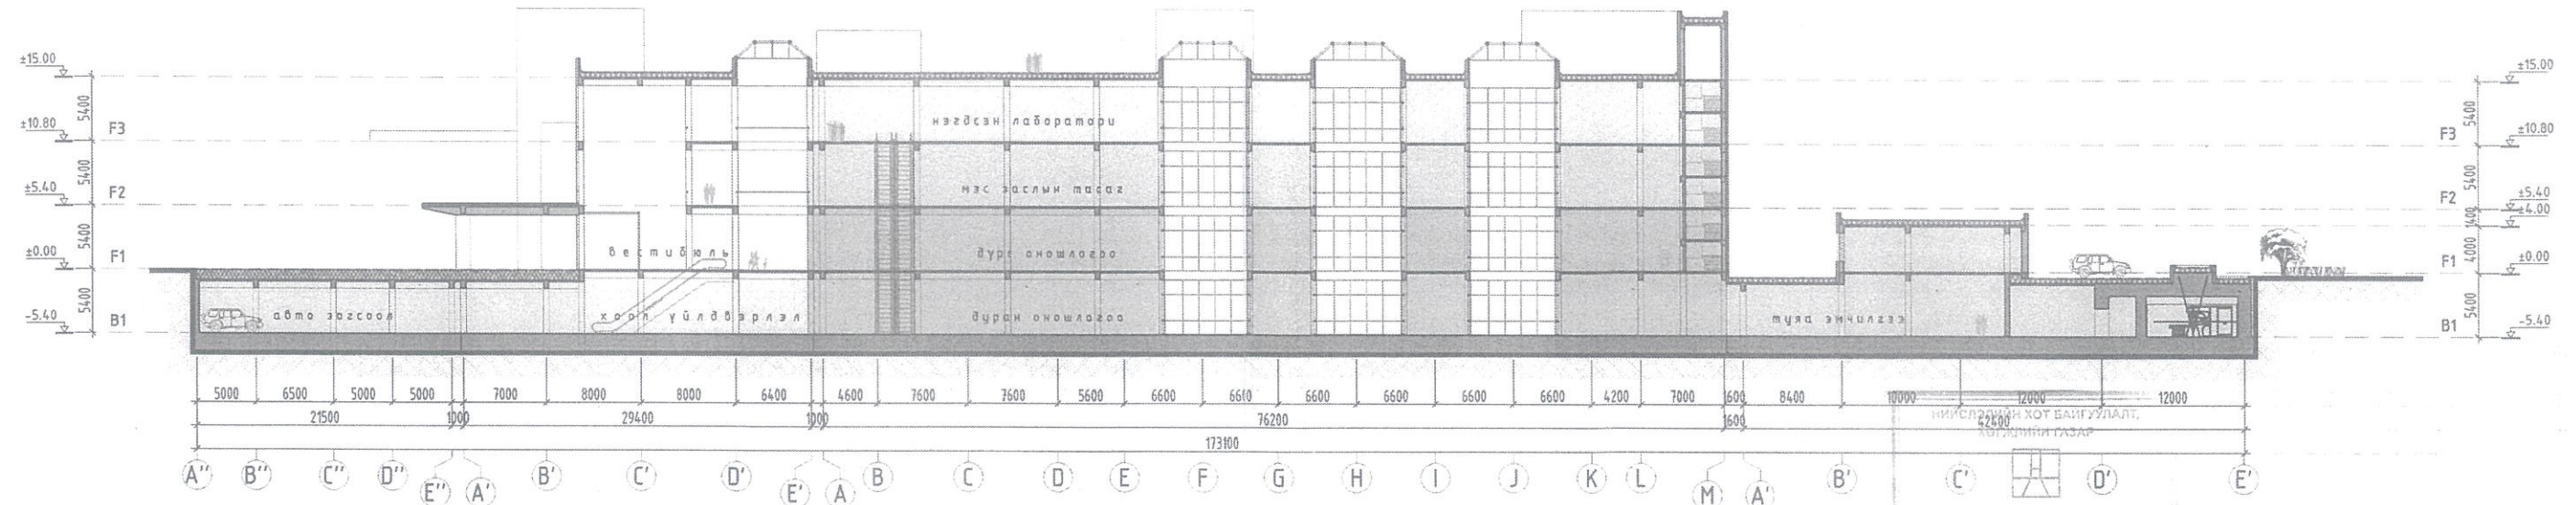 ±15.00
±15.00
5400
5400
F3
±10.80
нэгдсэн лаборатори
F3
±10.80
5400
5400
F2
±5.40
мэс заслын тасаг
F2
±5.40
1400
±4.00
5400
4000
F1
±0.00
вестибюль
дүрс оношлогоо
F1
±0.00
5400
5400
B1
-5.40
авто зогсоол
хоол үйлдвэрлэл
дуран оношлогоо
туяа эмчилгээ
B1
-5.40
5000 6500 5000 5000 7000 8000 8000 6400 4600 7600 7600 5600 6600 6600 6600 6600 6600 6600 4200 7000 1600 8400 10000 12000 12000
21500 1000 29400 1000 76200 1600 42400
НИЙСЛЭЛИЙН ХОТ БАЙГУУЛАЛТ,
ХӨГЖЛИЙН ГАЗАР
173100
A'' B'' C'' D'' E'' A' B' C' D' E' A B C D E F G H I J K L M A' B' C' D' E'